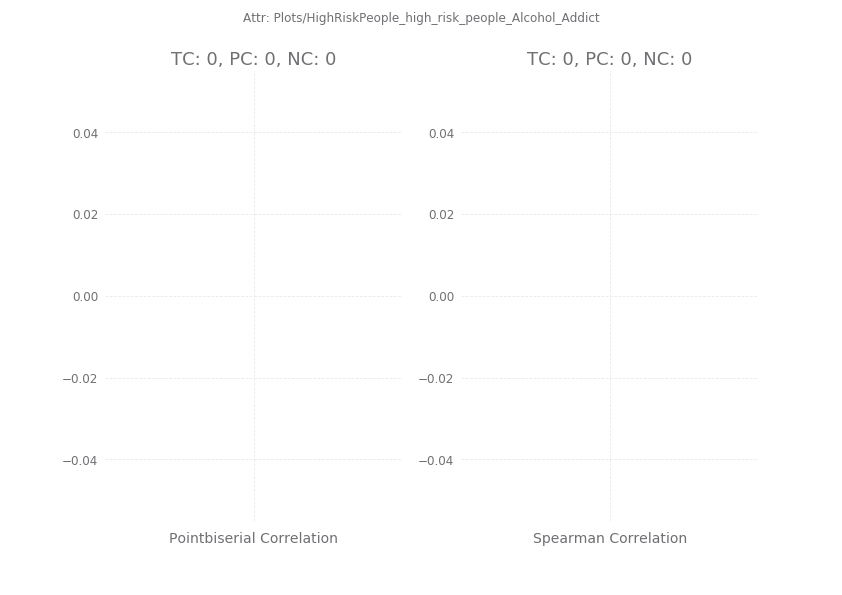 Attr: Plots/HighRiskPeople_high_risk_people_Alcohol_Addict
TC: 0, PC: 0, NC: 0
0.04
0.02
0.00
−0.02
−0.04
Pointbiserial Correlation
TC: 0, PC: 0, NC: 0
0.04
0.02
0.00
−0.02
−0.04
Spearman Correlation